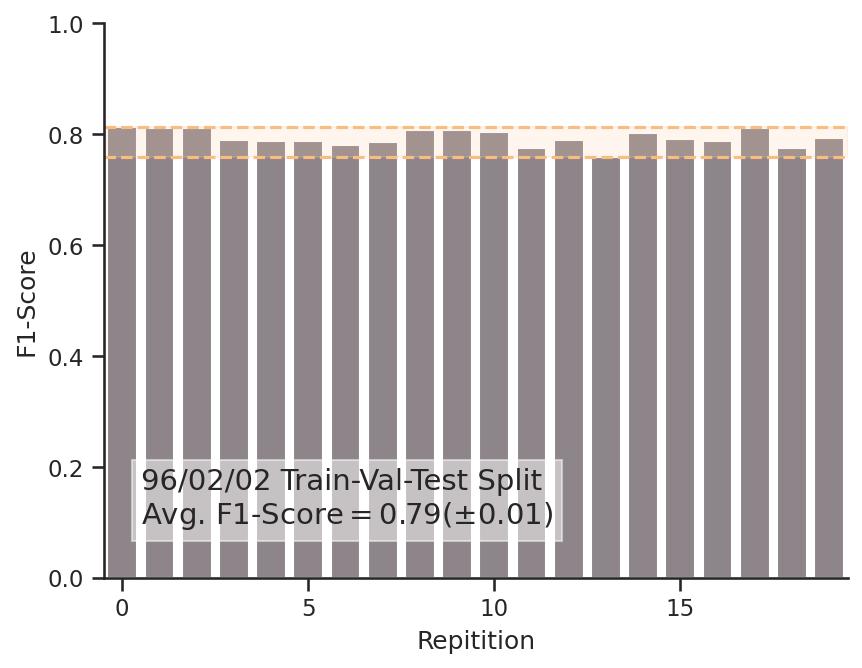 1.0
0.8
0.6
0.4
0.2
0.0
F1-Score
96/02/02 Train-Val-Test Split
Avg. F1-Score = 0.79(±0.01)
0 5 10 15
Repitition